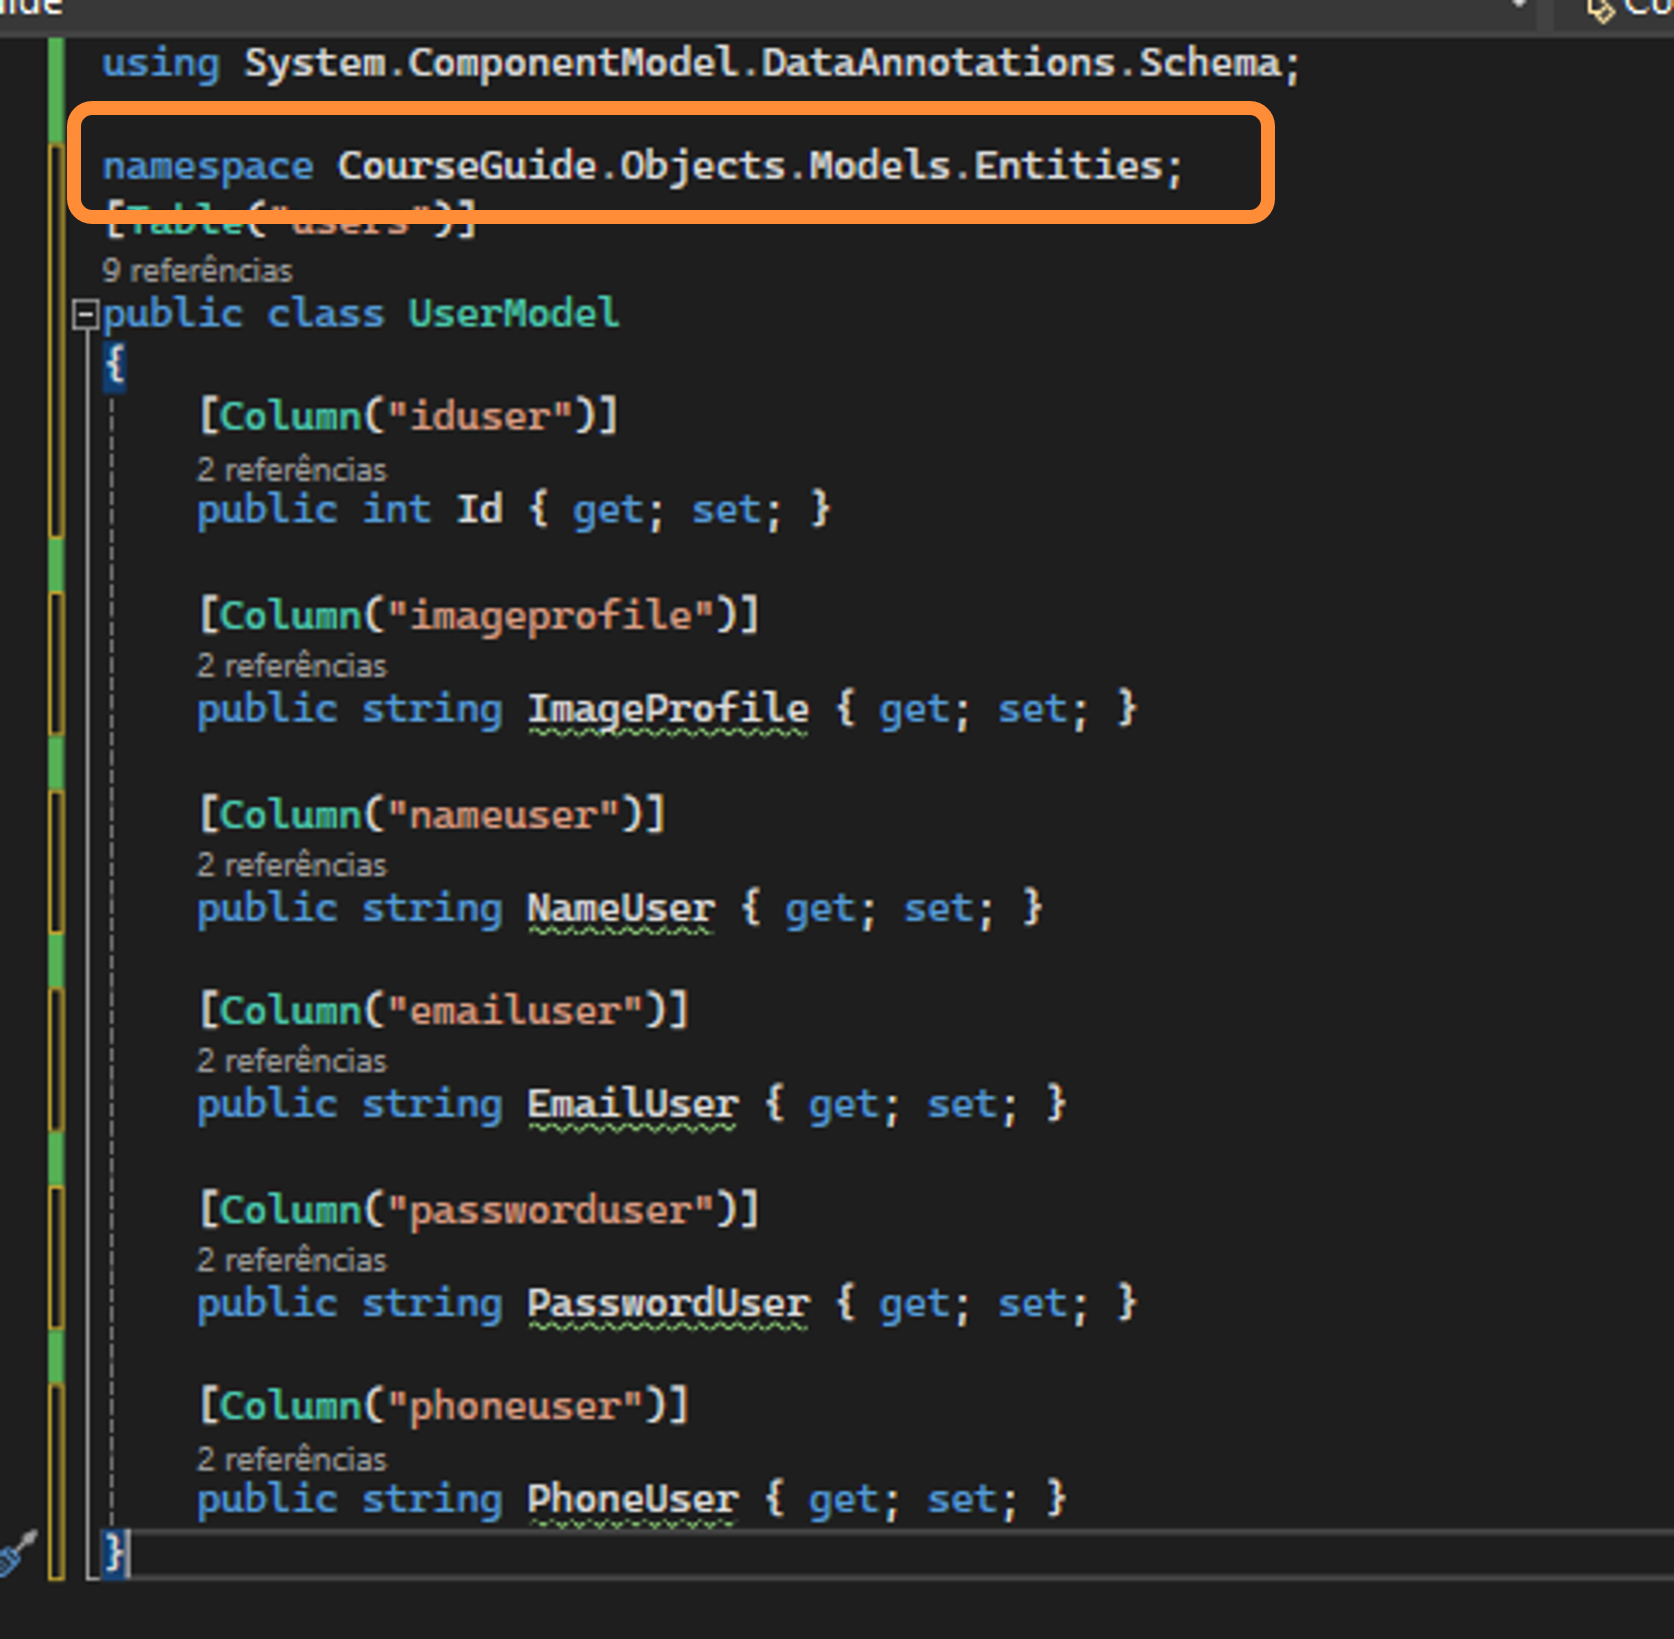 using System.ComponentModel.DataAnnotations.Schema;
namespace CourseGuide.Objects.Models.Entities;
[Table("users")]
9 referências
public class UserModel
{
[Column("iduser")]
2 referências
public int Id { get; set; }
[Column("imageprofile")]
2 referências
public string ImageProfile { get; set; }
[Column("nameuser")]
2 referências
public string NameUser { get; set; }
[Column("emailuser")]
2 referências
public string EmailUser { get; set; }
[Column("passworduser")]
2 referências
public string PasswordUser { get; set; }
[Column("phoneuser")]
2 referências
public string PhoneUser { get; set; }
}